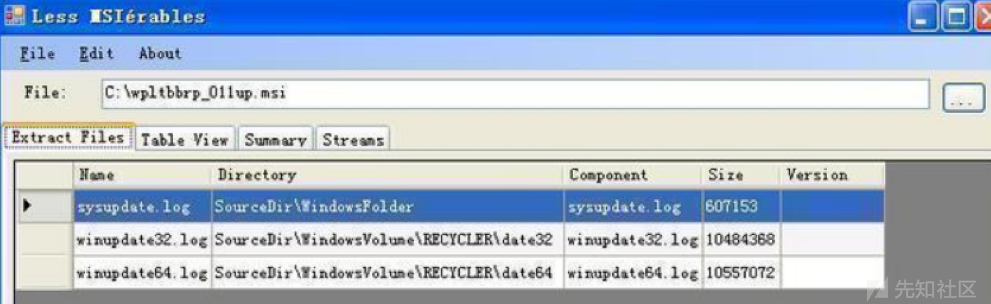 Less MSIérables
File Edit About
File: C:\wpltbbrp_011up.msi ...
Extract Files Table View Summary Streams
Name Directory Component Size Version
sysupdate.log SourceDir\WindowsFolder sysupdate.log 607153
winupdate32.log SourceDir\WindowsVolume\RECYCLER\date32 winupdate32.log 10484368
winupdate64.log SourceDir\WindowsVolume\RECYCLER\date64 winupdate64.log 10557072
先知社区